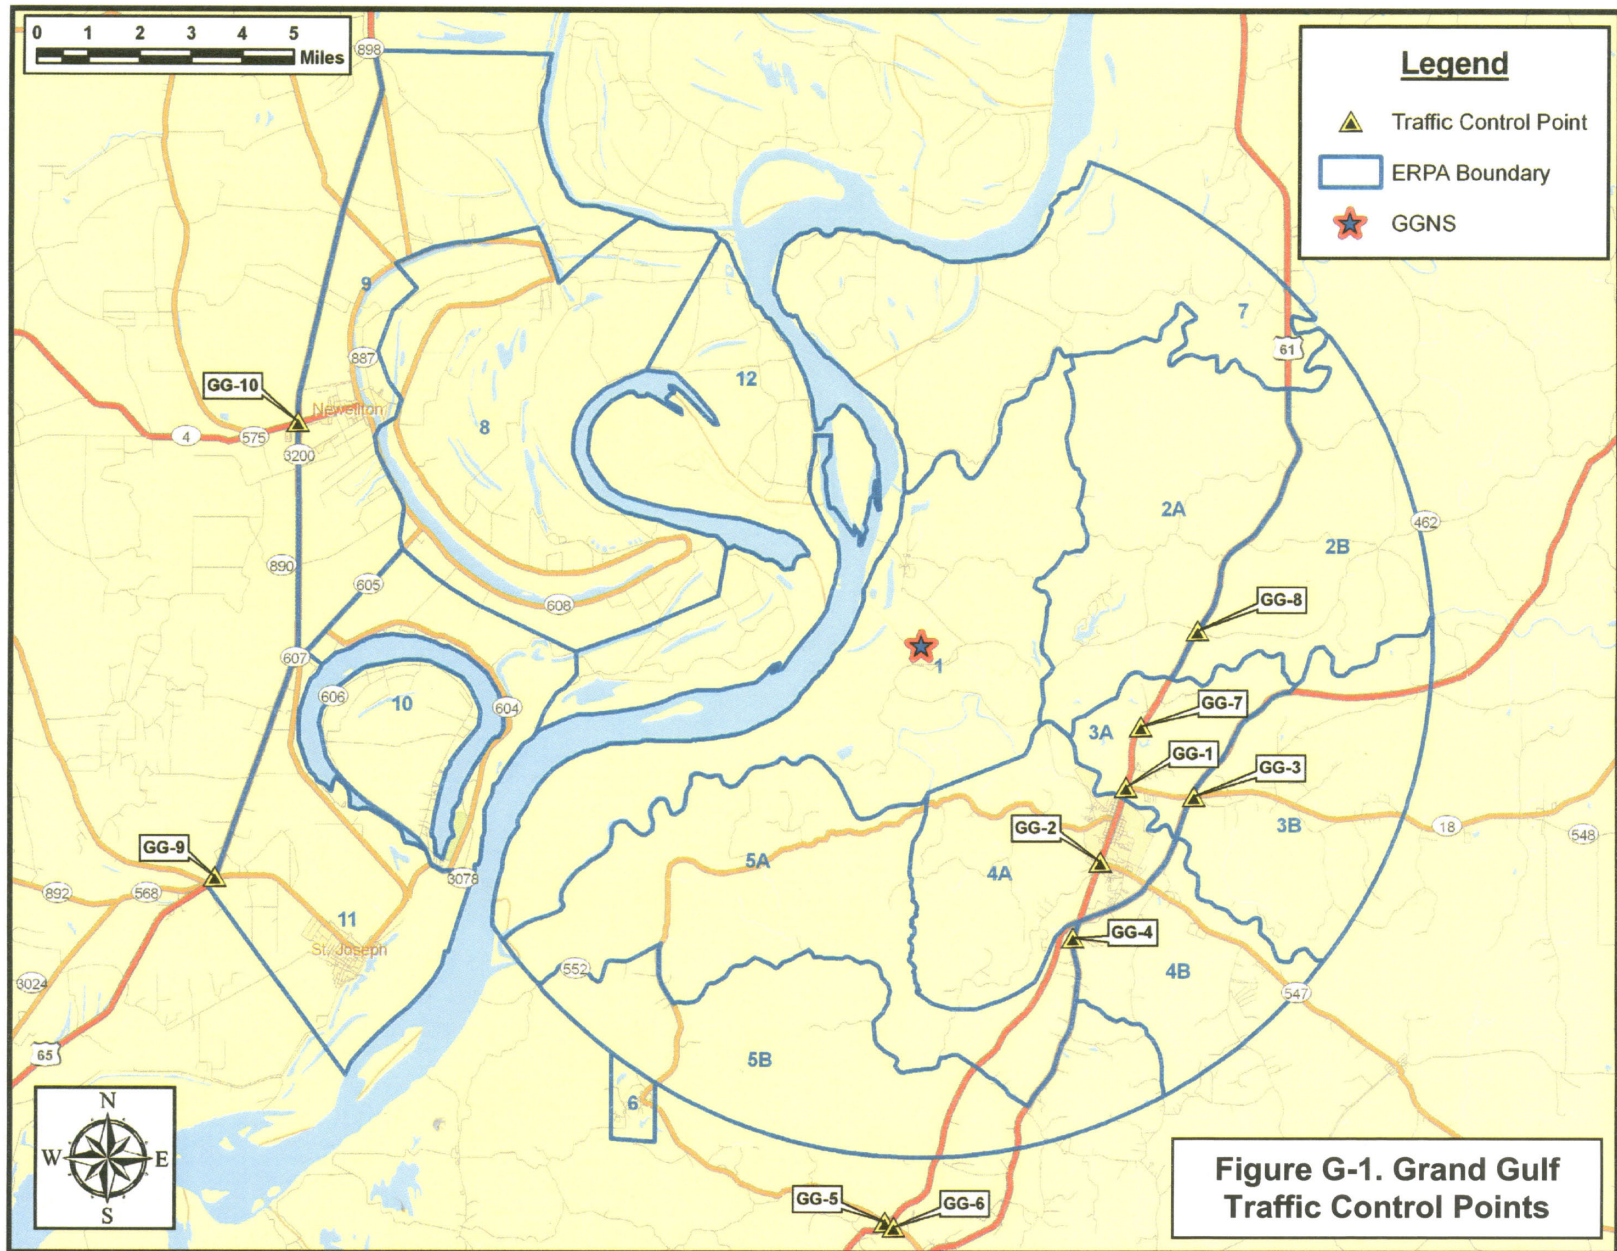 0 1 2 3 4 5
Miles
Legend
Traffic Control Point
ERPA Boundary
GGNS
898
9
887
7
61
12
GG-10
Newellton
8
4
575
3200
2A
462
2B
890
605
608
GG-8
607
1
606
10
604
GG-7
3A
GG-1
GG-3
18
3B
548
GG-2
GG-9
5A
4A
892
568
3078
11
St. Joseph
GG-4
552
4B
3024
547
65
5B
6
N
W E
S
GG-5
GG-6
Figure G-1. Grand Gulf
Traffic Control Points